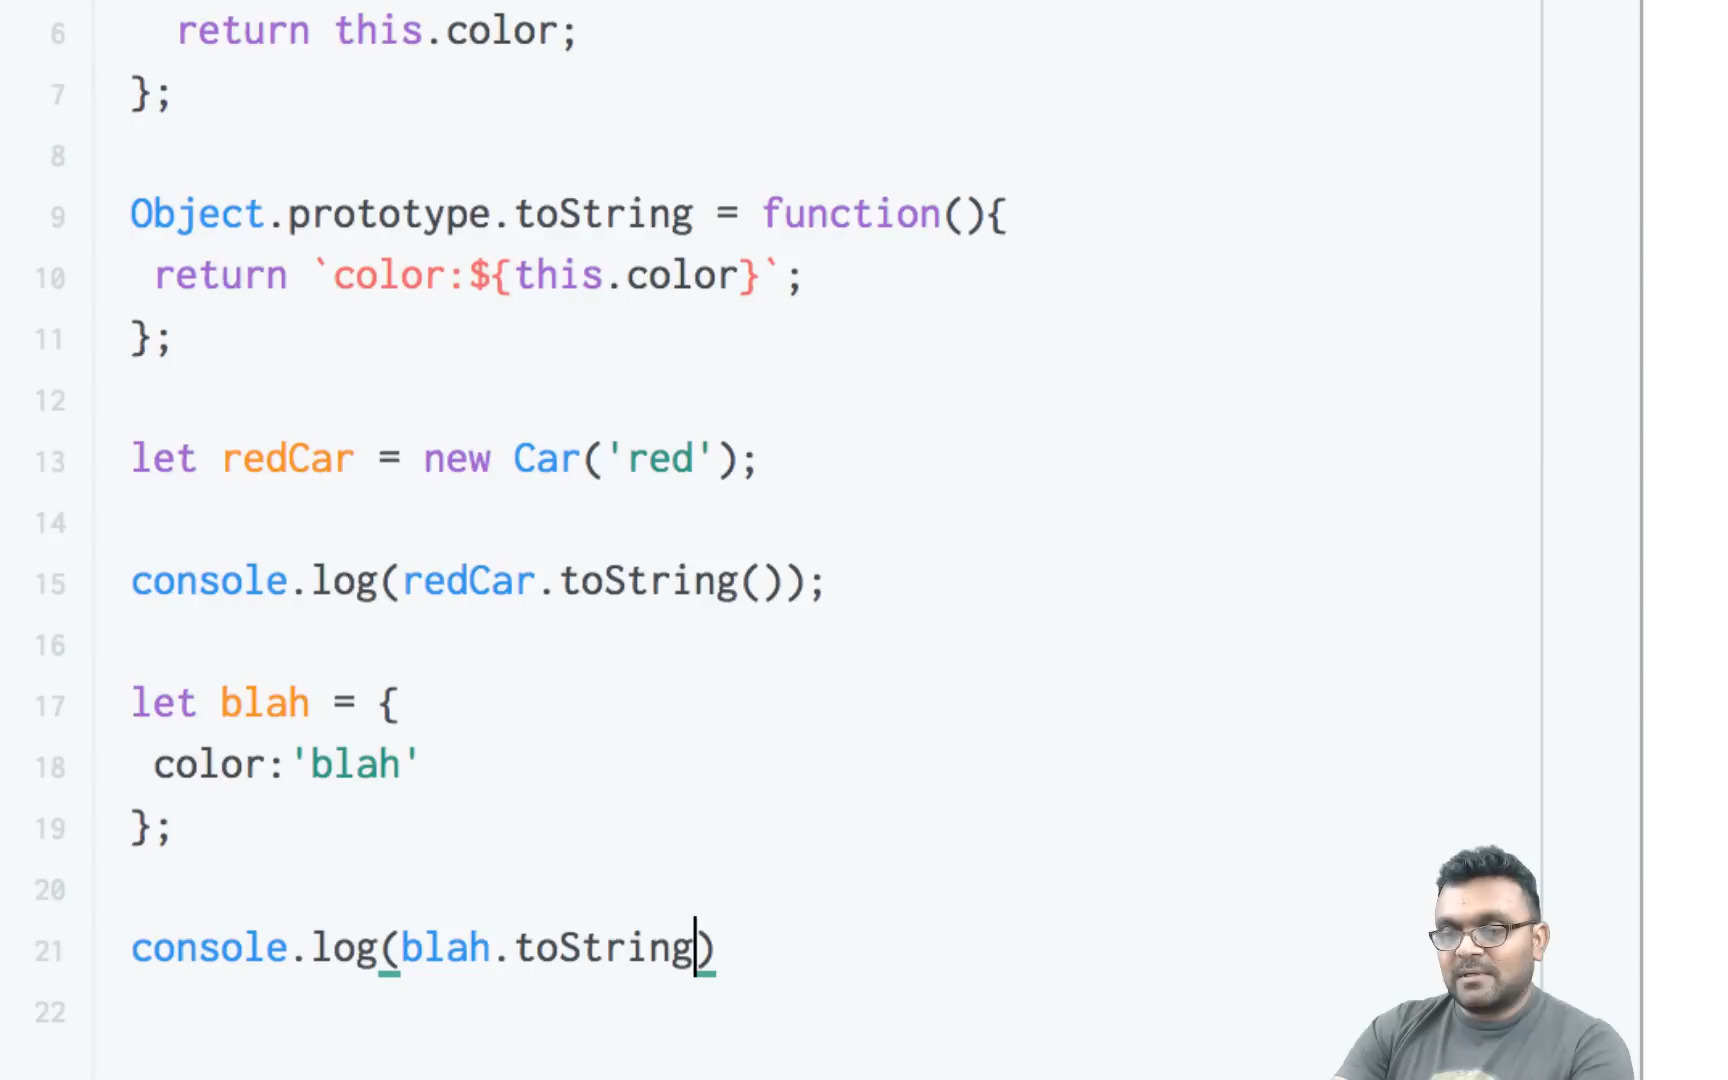 6 return this.color;
7 };
8
9 Object.prototype.toString = function(){
10 return `color:${this.color}`;
11 };
12
13 let redCar = new Car('red');
14
15 console.log(redCar.toString());
16
17 let blah = {
18 color:'blah'
19 };
20
21 console.log(blah.toString)
22